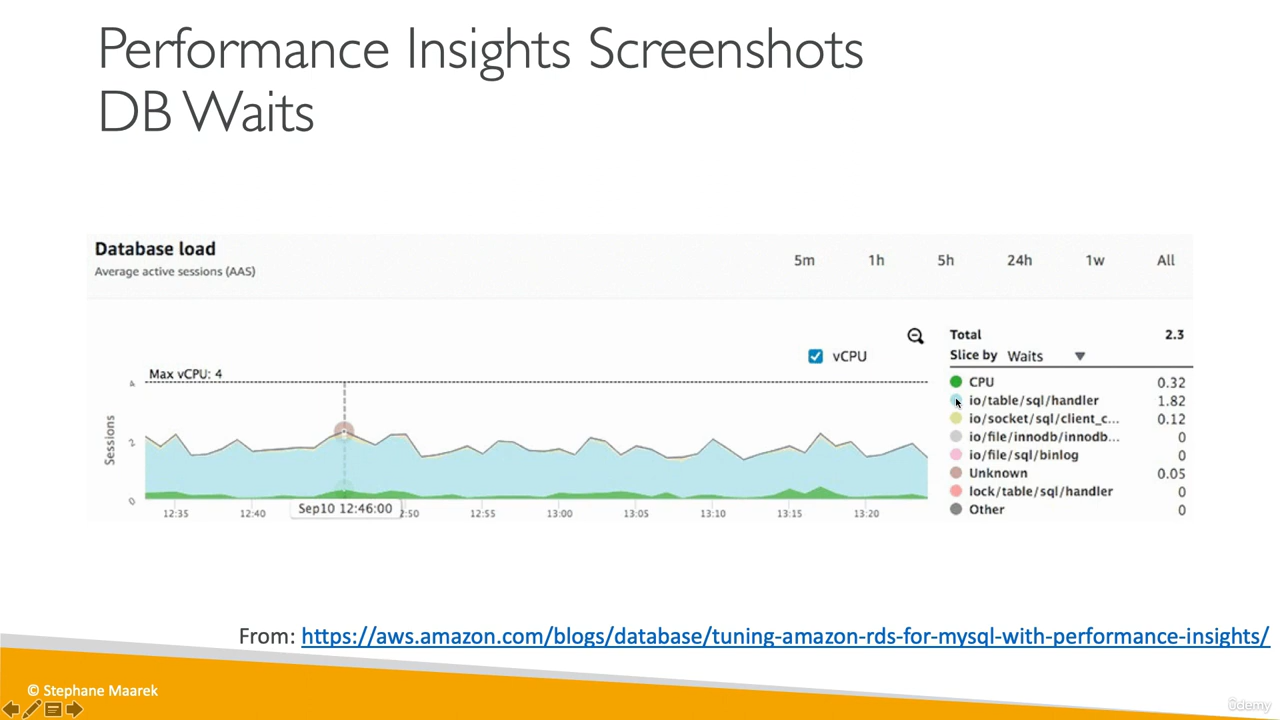 Performance Insights Screenshots
DB Waits
Database load
Average active sessions (AAS)
5m 1h 5h 24h 1w All
vCPU
Total 2.3
Slice by Waits
Max vCPU: 4
CPU 0.32
io/table/sql/handler 1.82
io/socket/sql/client_c... 0.12
io/file/innodb/innodb... 0
io/file/sql/binlog 0
Unknown 0.05
lock/table/sql/handler 0
Other 0
Sessions
4
2
0
12:35 12:40 Sep10 12:46:00 2:50 12:55 13:00 13:05 13:10 13:15 13:20
From: https://aws.amazon.com/blogs/database/tuning-amazon-rds-for-mysql-with-performance-insights/
© Stephane Maarek
ûdemy